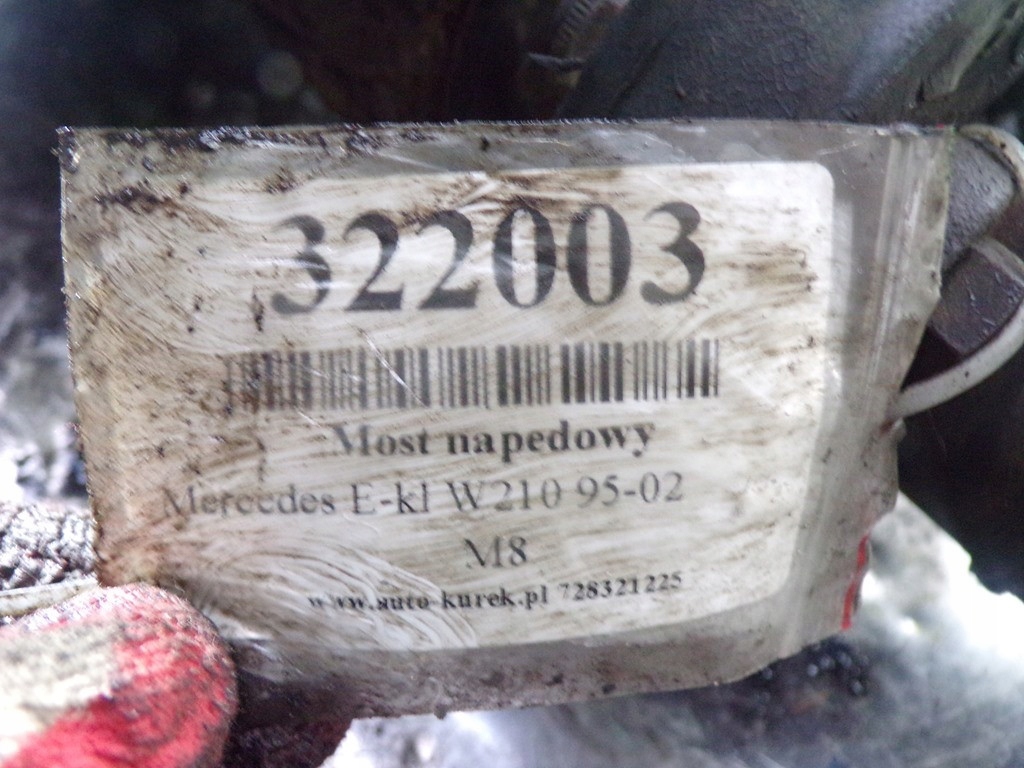 322003
Most napedowy
Mercedes E-kl W210 95-02
M8
www.auto-kurek.pl 728321225